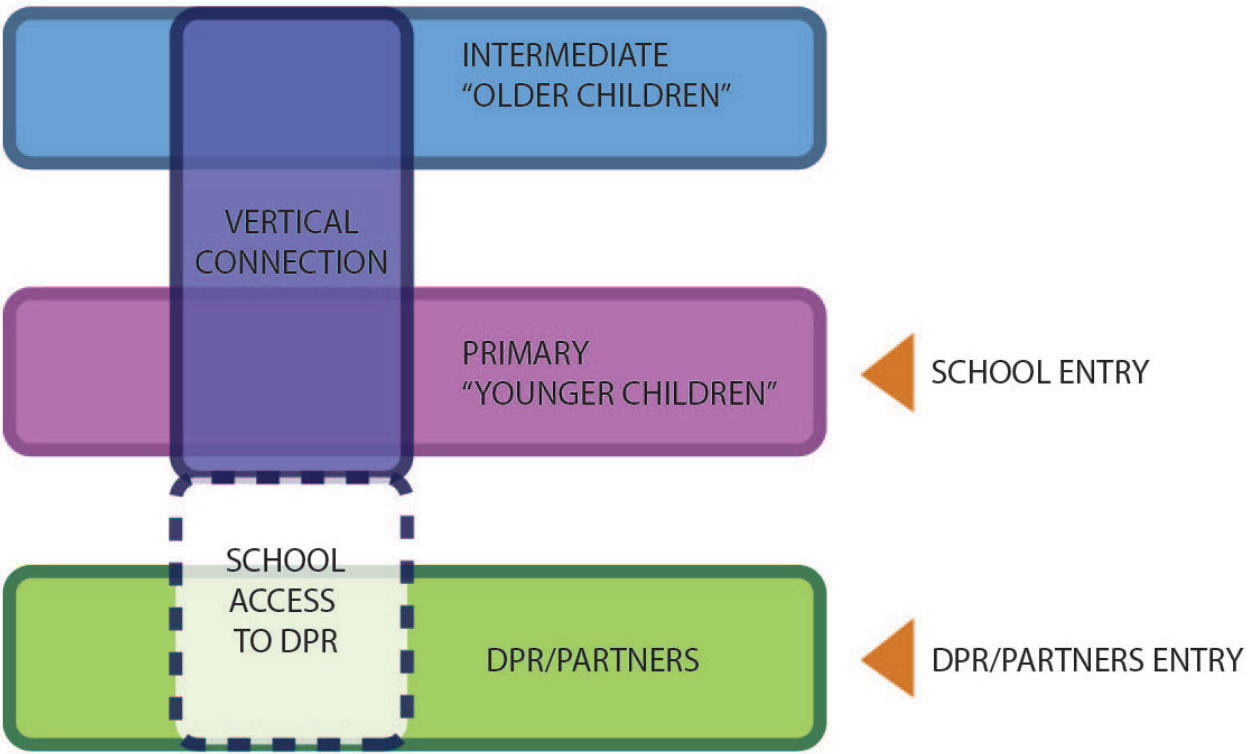 INTERMEDIATE
“OLDER CHILDREN”
VERTICAL
CONNECTION
PRIMARY
“YOUNGER CHILDREN”
SCHOOL ENTRY
SCHOOL
ACCESS
TO DPR
DPR/PARTNERS
DPR/PARTNERS ENTRY